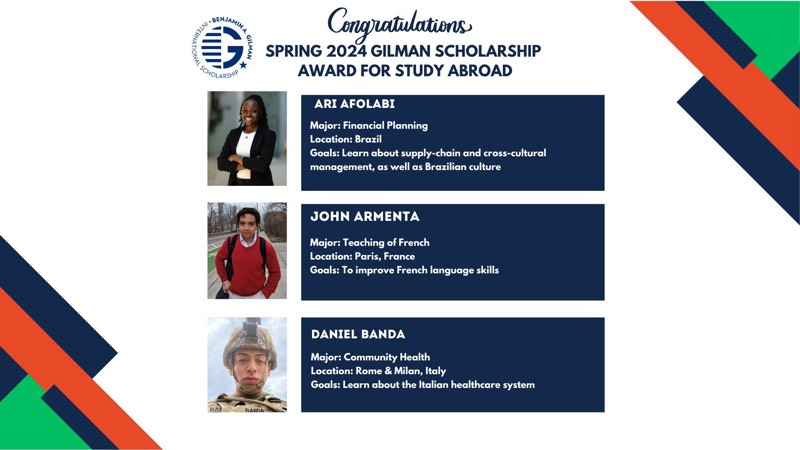 BENJAMIN A. GILMAN
INTERNATIONAL SCHOLARSHIP
G
Congratulations
SPRING 2024 GILMAN SCHOLARSHIP
AWARD FOR STUDY ABROAD
ARI AFOLABI
Major: Financial Planning
Location: Brazil
Goals: Learn about supply-chain and cross-cultural
management, as well as Brazilian culture
JOHN ARMENTA
Major: Teaching of French
Location: Paris, France
Goals: To improve French language skills
DANIEL BANDA
Major: Community Health
Location: Rome & Milan, Italy
Goals: Learn about the Italian healthcare system
BANDA